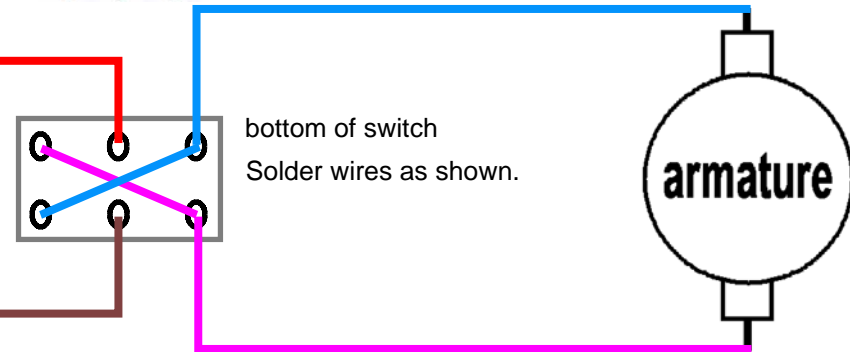 bottom of switch
Solder wires as shown.
armature